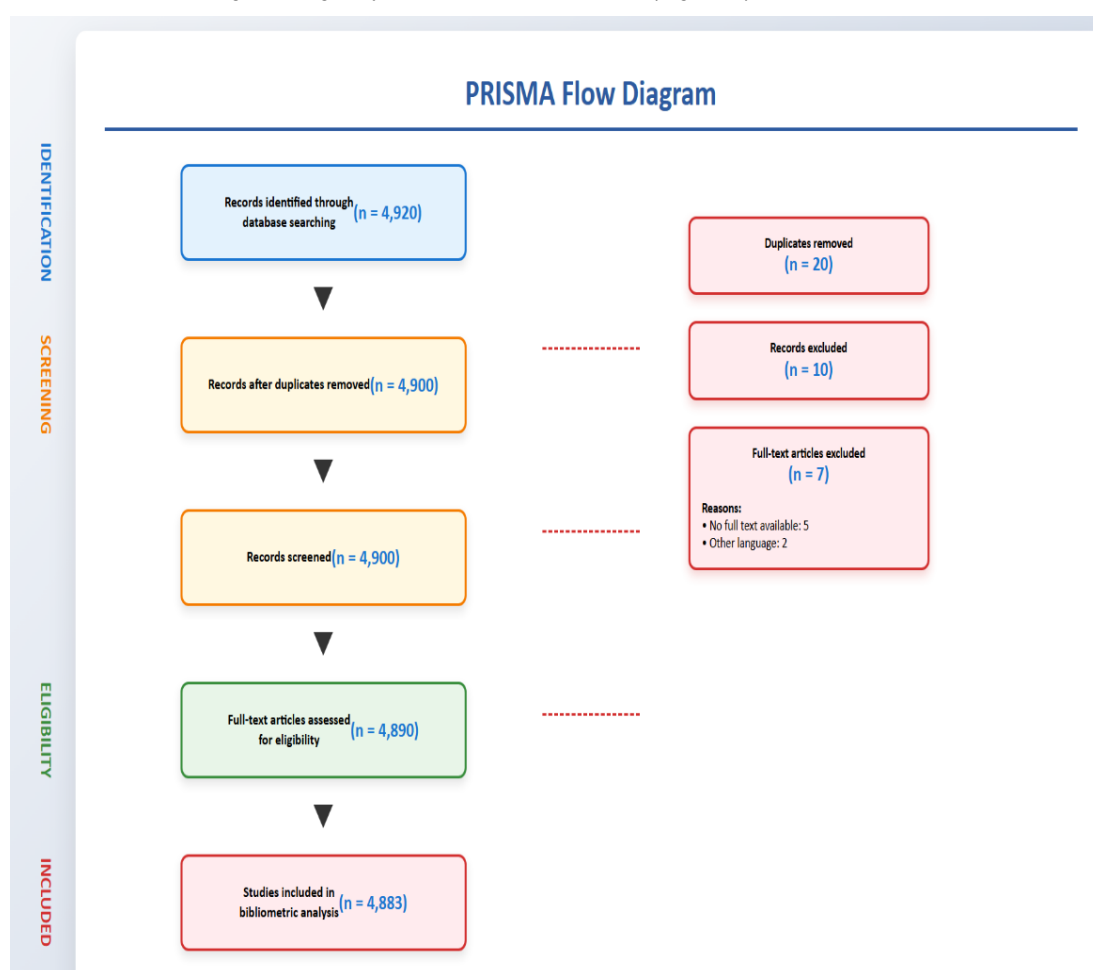 PRISMA Flow Diagram
IDENTIFICATION
Records identified through
database searching
(n = 4,920)
Duplicates removed
(n = 20)
SCREENING
Records after duplicates removed(n = 4,900)
Records excluded
(n = 10)
Records screened(n = 4,900)
Full-text articles excluded
(n = 7)
Reasons:
• No full text available: 5
• Other language: 2
ELIGIBILITY
Full-text articles assessed
for eligibility
(n = 4,890)
INCLUDED
Studies included in
bibliometric analysis
(n = 4,883)